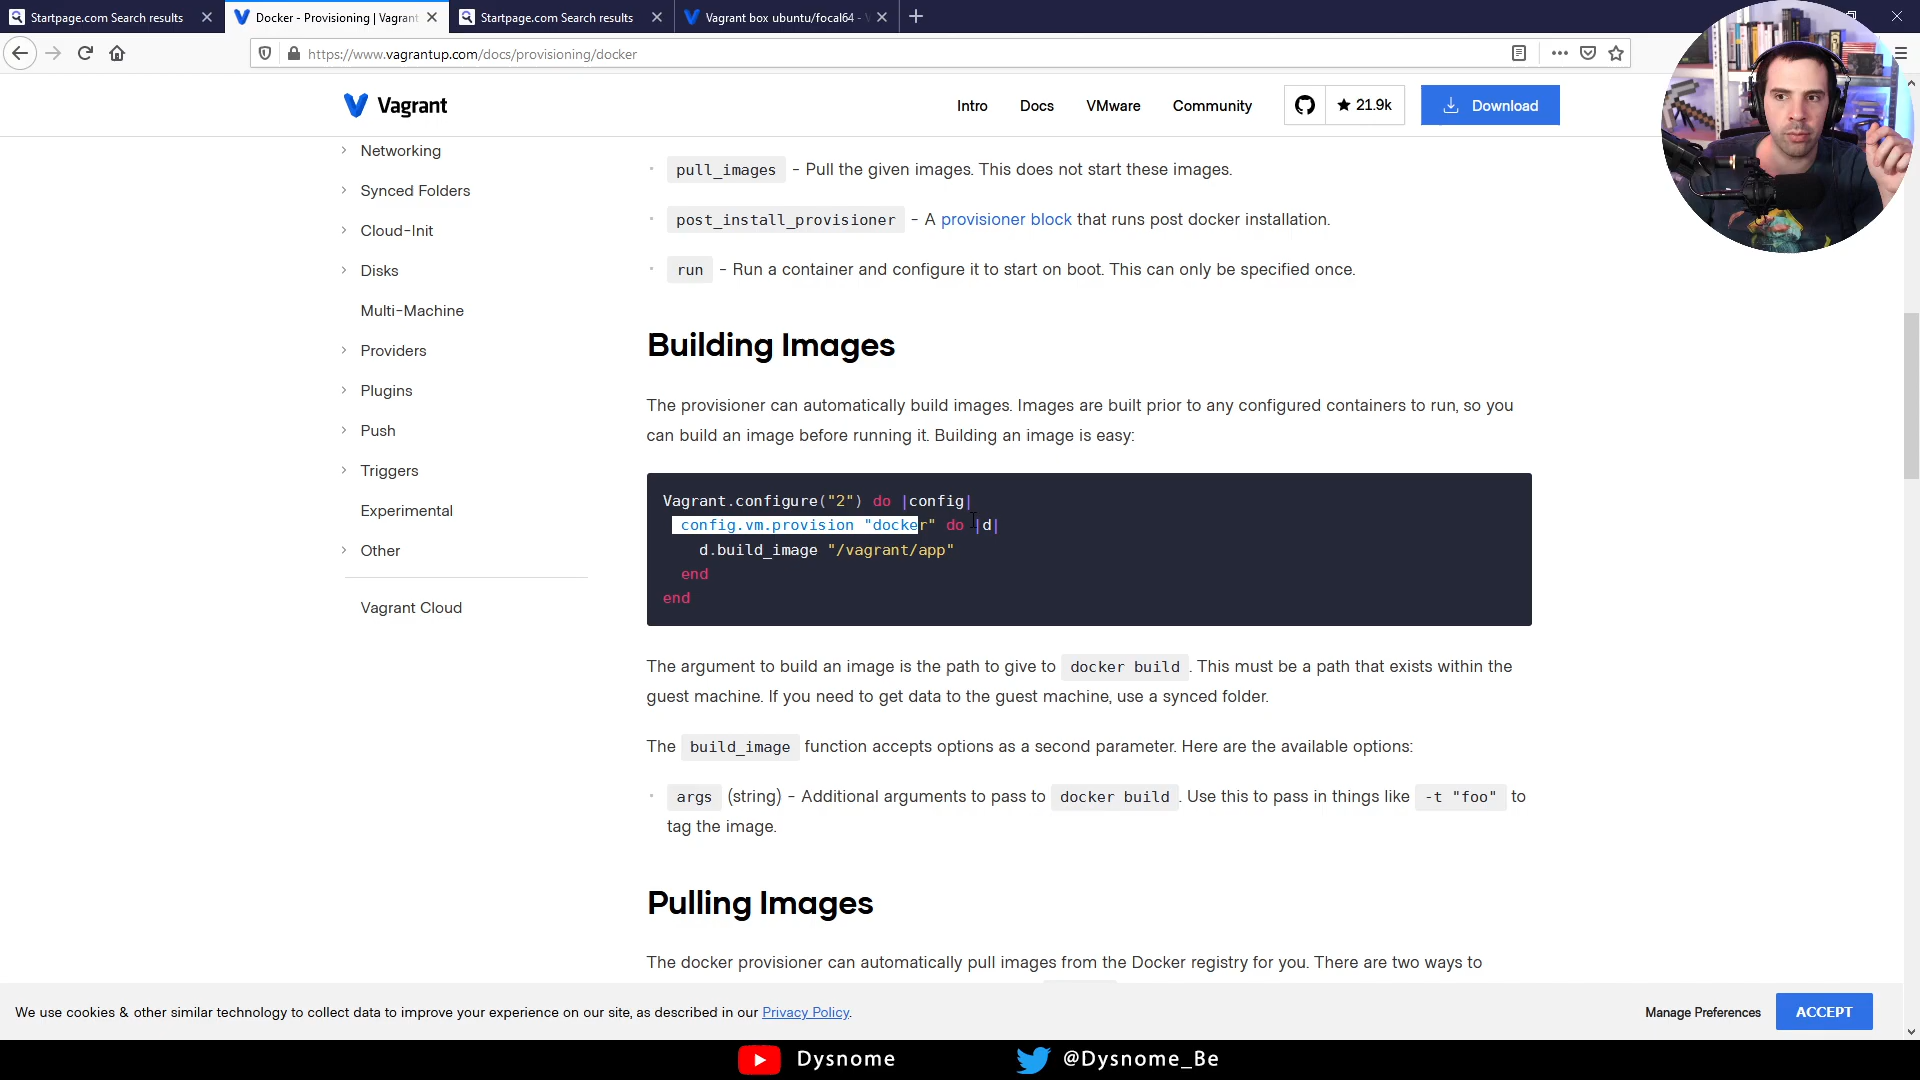 Startpage.com Search results
Docker - Provisioning | Vagrant
Startpage.com Search results
Vagrant box ubuntu/focal64 -
https://www.vagrantup.com/docs/provisioning/docker
Vagrant
Intro
Docs
VMware
Community
21.9k
Download
Networking
Synced Folders
Cloud-Init
Disks
Multi-Machine
Providers
Plugins
Push
Triggers
Experimental
Other
Vagrant Cloud
pull_images - Pull the given images. This does not start these images.
post_install_provisioner - A provisioner block that runs post docker installation.
run - Run a container and configure it to start on boot. This can only be specified once.
Building Images
The provisioner can automatically build images. Images are built prior to any configured containers to run, so you
can build an image before running it. Building an image is easy:
Vagrant.configure("2") do |config|
config.vm.provision "docker" do |d|
d.build_image "/vagrant/app"
end
end
The argument to build an image is the path to give to docker build . This must be a path that exists within the
guest machine. If you need to get data to the guest machine, use a synced folder.
The build_image function accepts options as a second parameter. Here are the available options:
args (string) - Additional arguments to pass to docker build . Use this to pass in things like -t "foo" to
tag the image.
Pulling Images
The docker provisioner can automatically pull images from the Docker registry for you. There are two ways to
We use cookies & other similar technology to collect data to improve your experience on our site, as described in our Privacy Policy.
Manage Preferences
ACCEPT
Dysnome
@Dysnome_Be